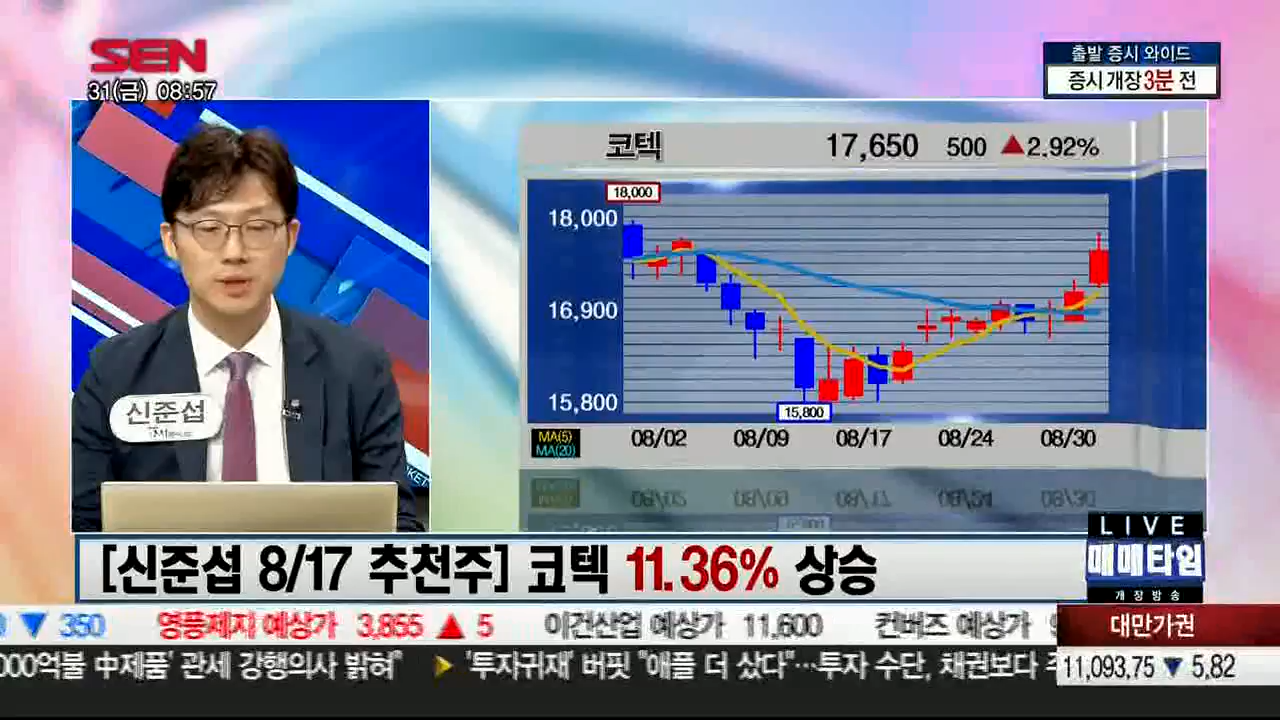 SEN
31(금) 08:57
출발 증시 와이드
증시 개장 3분 전
코텍 17,650 500 ▲2.92%
18,000
18,000
16,900
15,800
15,800
MA(5)
MA(20)
08/02 08/09 08/17 08/24 08/30
신준섭
[신준섭 8/17 추천주] 코텍 11.36% 상승
LIVE
매매타임
개장방송
▼ 350 영풍제지 예상가 3,855 ▲ 5 이건산업 예상가 11,600 컨버즈 예상가
대만가권
000억불 中제품' 관세 강행의사 밝혀" ▶ '투자귀재' 버핏 "애플 더 샀다"…투자 수단, 채권보다
11,093,75 ▼ 5,82